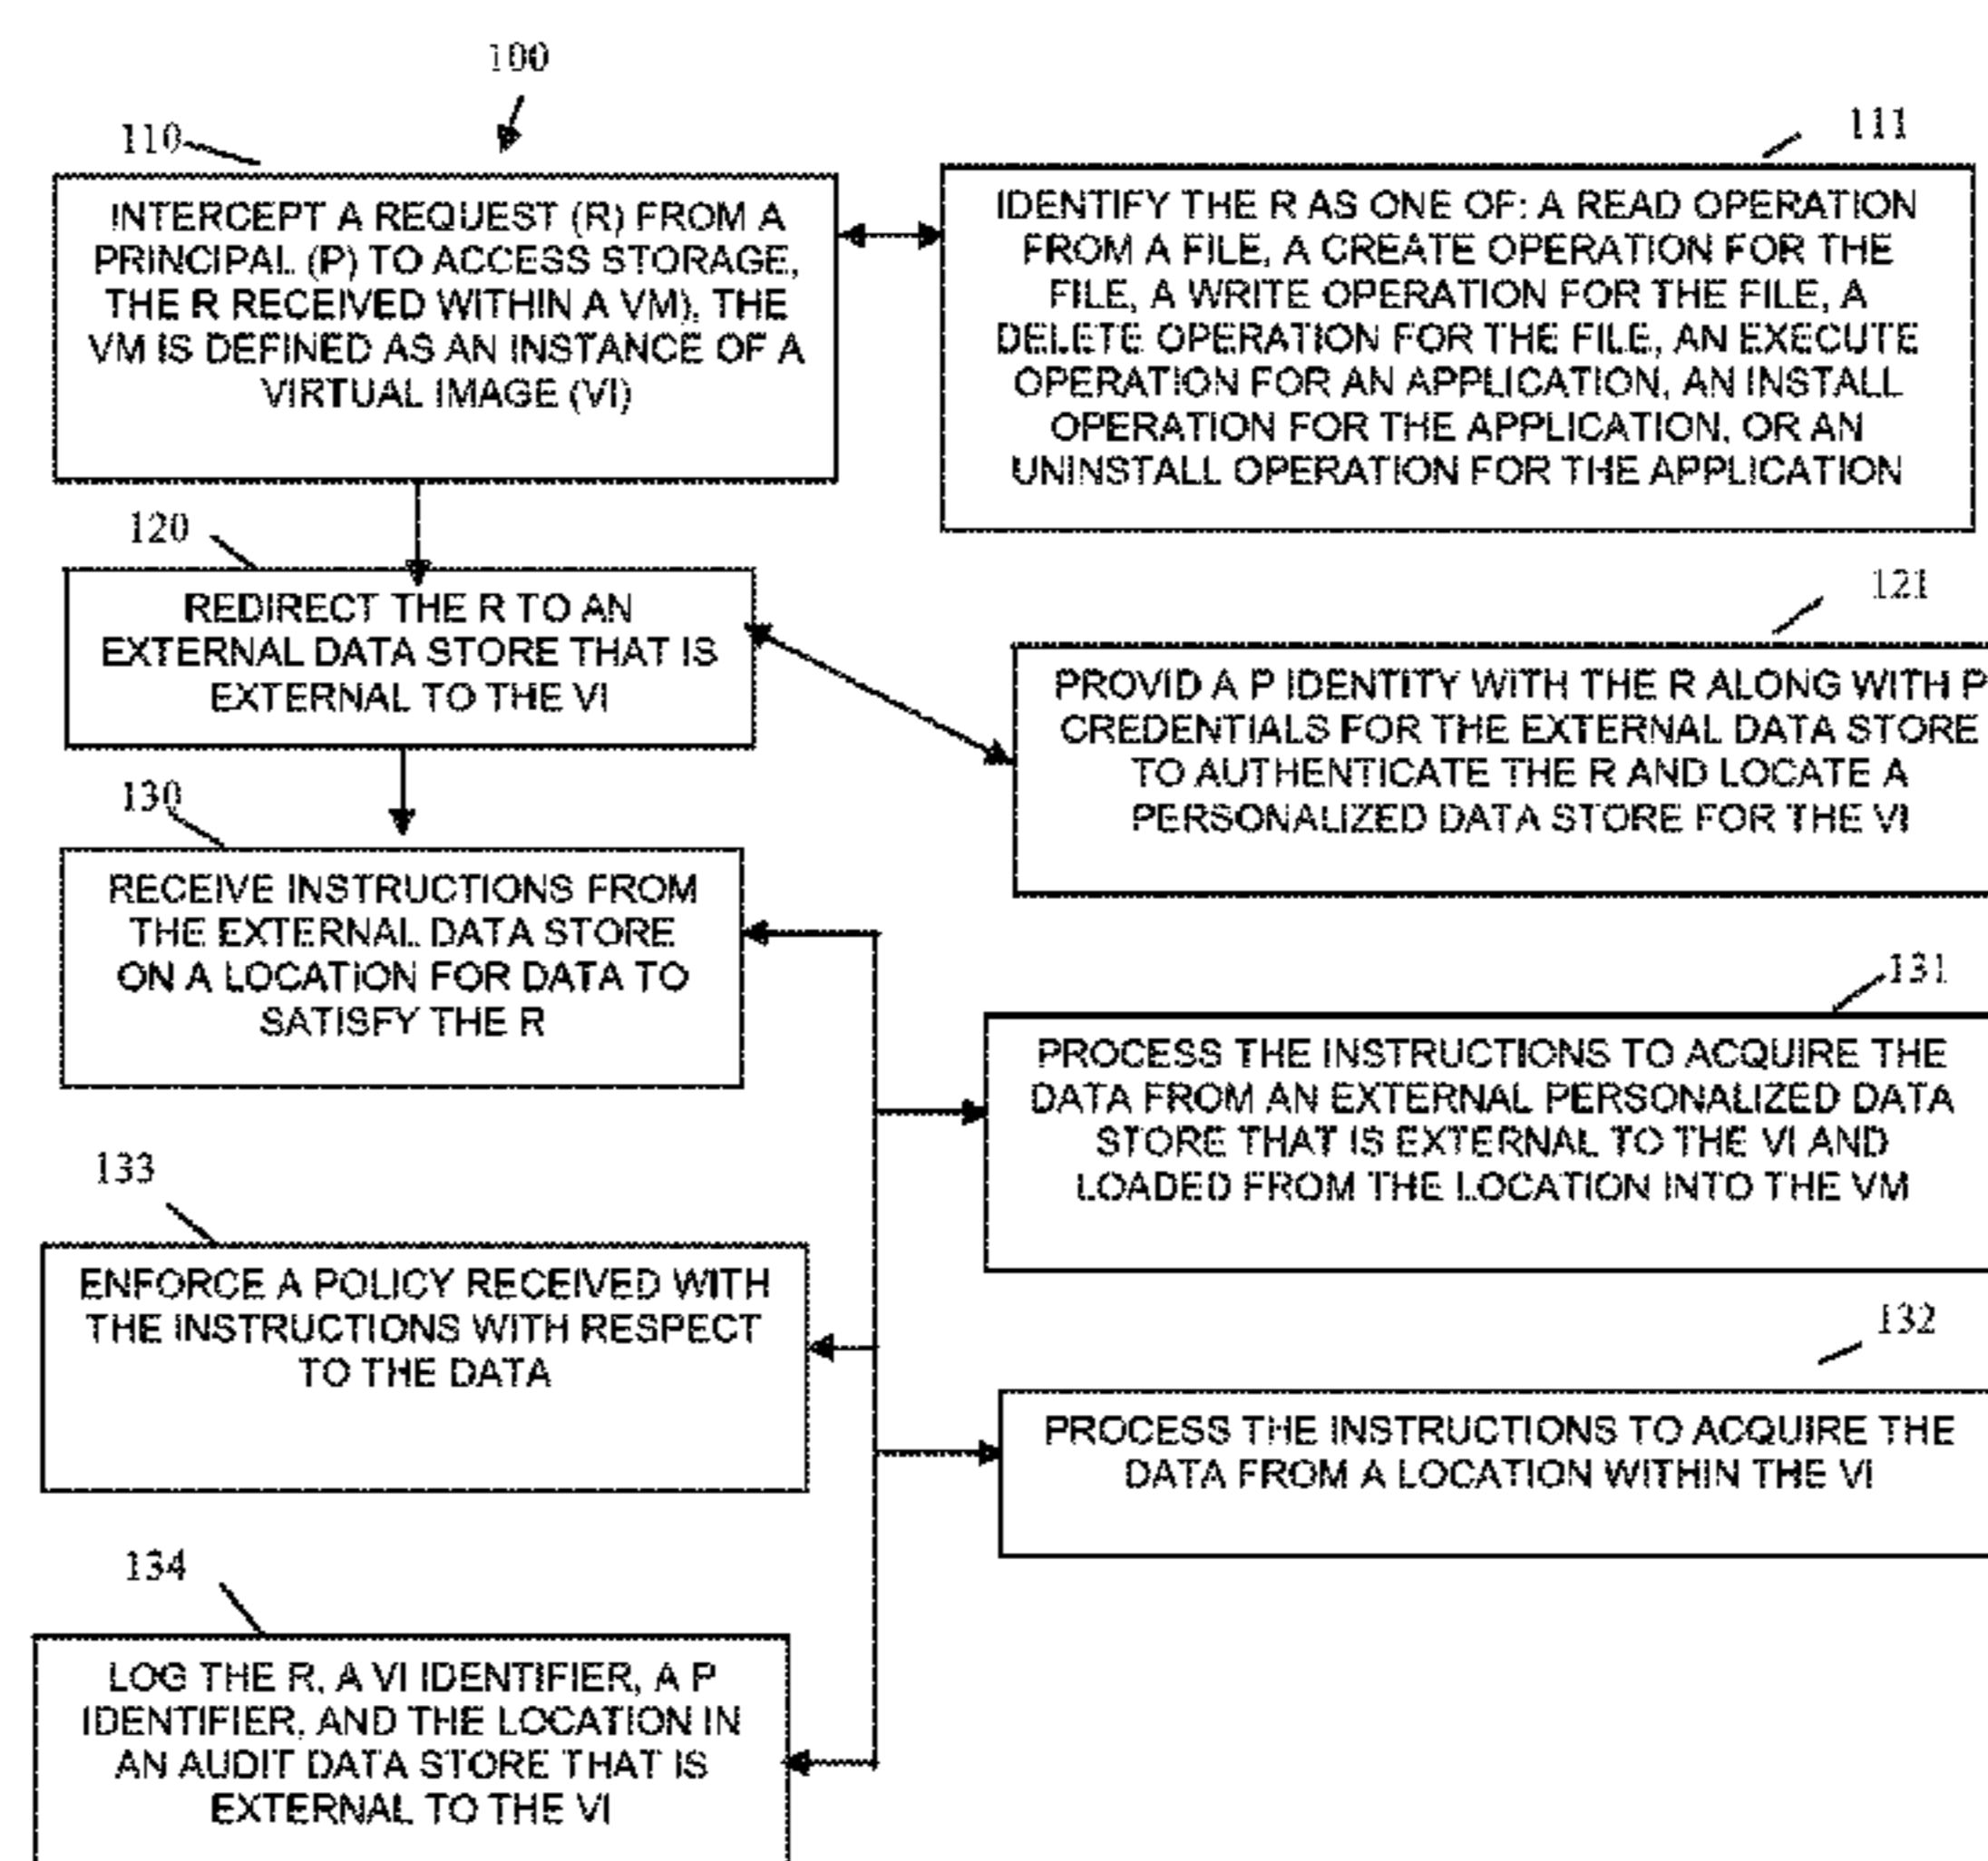 100
110
INTERCEPT A REQUEST (R) FROM A
PRINCIPAL (P) TO ACCESS STORAGE,
THE R RECEIVED WITHIN A VM), THE
VM IS DEFINED AS AN INSTANCE OF A
VIRTUAL IMAGE (VI)
111
IDENTIFY THE R AS ONE OF: A READ OPERATION
FROM A FILE, A CREATE OPERATION FOR THE
FILE, A WRITE OPERATION FOR THE FILE, A
DELETE OPERATION FOR THE FILE, AN EXECUTE
OPERATION FOR AN APPLICATION, AN INSTALL
OPERATION FOR THE APPLICATION, OR AN
UNINSTALL OPERATION FOR THE APPLICATION
120
REDIRECT THE R TO AN
EXTERNAL DATA STORE THAT IS
EXTERNAL TO THE VI
121
PROVID A P IDENTITY WITH THE R ALONG WITH P
CREDENTIALS FOR THE EXTERNAL DATA STORE
TO AUTHENTICATE THE R AND LOCATE A
PERSONALIZED DATA STORE FOR THE VI
130
RECEIVE INSTRUCTIONS FROM
THE EXTERNAL DATA STORE
ON A LOCATION FOR DATA TO
SATISFY THE R
131
PROCESS THE INSTRUCTIONS TO ACQUIRE THE
DATA FROM AN EXTERNAL PERSONALIZED DATA
STORE THAT IS EXTERNAL TO THE VI AND
LOADED FROM THE LOCATION INTO THE VM
133
ENFORCE A POLICY RECEIVED WITH
THE INSTRUCTIONS WITH RESPECT
TO THE DATA
132
PROCESS THE INSTRUCTIONS TO ACQUIRE THE
DATA FROM A LOCATION WITHIN THE VI
134
LOG THE R, A VI IDENTIFIER, A P
IDENTIFIER, AND THE LOCATION IN
AN AUDIT DATA STORE THAT IS
EXTERNAL TO THE VI